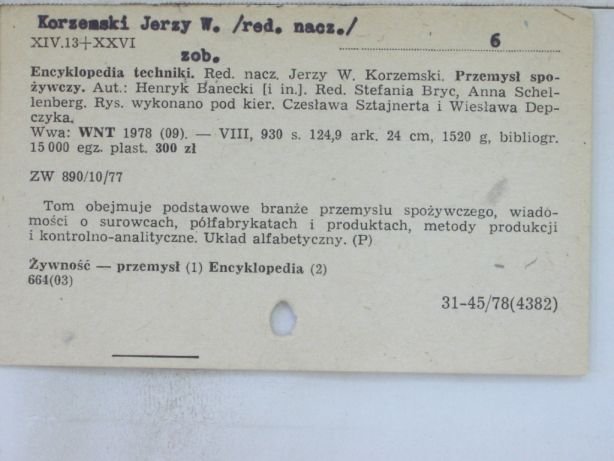 Korzemski Jerzy W. /red. nacz./
XIV.13+XXVI
6
zob.
Encyklopedia techniki. Red. nacz. Jerzy W. Korzemski. Przemysł spo-
żywczy. Aut.: Henryk Banecki [i in.]. Red. Stefania Bryc, Anna Schel-
lenberg. Rys. wykonano pod kier. Czesława Sztajnerta i Wiesława Dep-
czyka.
Wwa: WNT 1978 (09). — VIII, 930 s. 124,9 ark. 24 cm, 1520 g, bibliogr.
15 000 egz. plast. 300 zł
ZW 890/10/77
Tom obejmuje podstawowe branże przemysłu spożywczego, wiado-
mości o surowcach, półfabrykatach i produktach, metody produkcji
i kontrolno-analityczne. Układ alfabetyczny. (P)
Żywność — przemysł (1) Encyklopedia (2)
664(03)
31-45/78(4382)